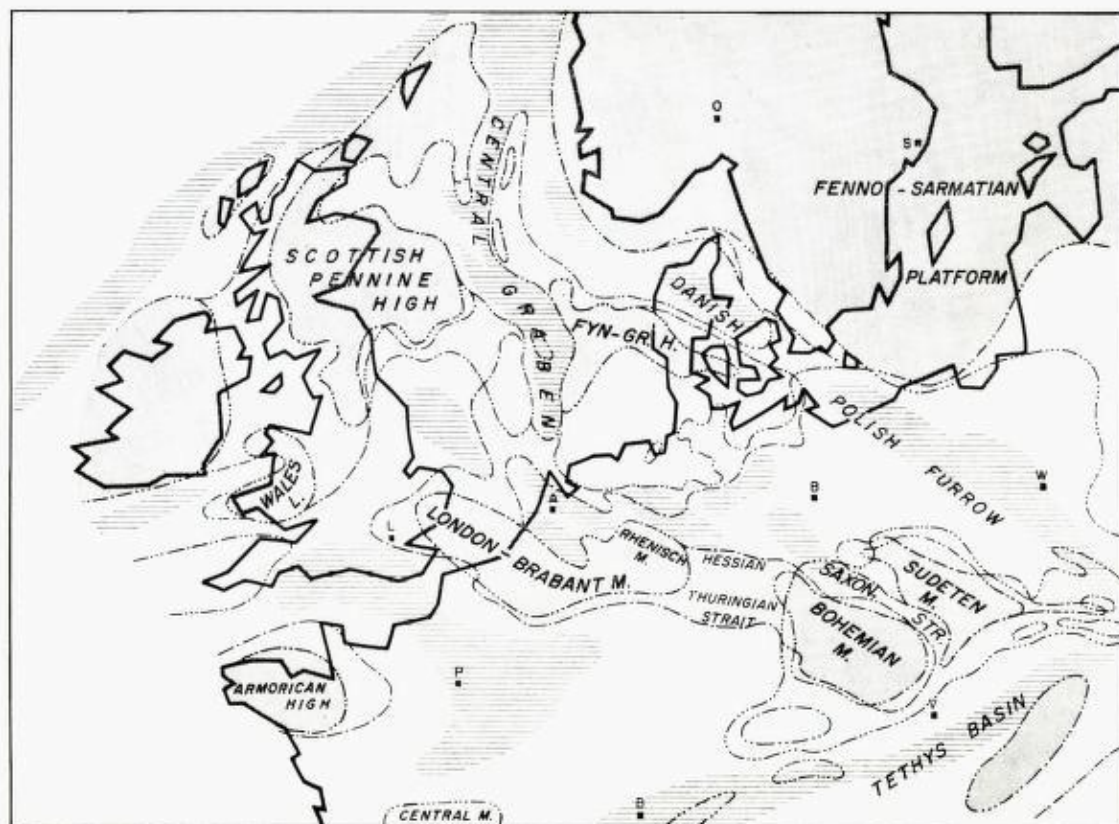 O
S
CENTRAL
GRABEN
FENNO - SARMATIAN
PLATFORM
SCOTTISH
PENNINE
HIGH
DANISH
FYN-GR. H.
POLISH
FURROW
WALES
L.
A
B
W
L
LONDON - BRABANT M.
RHENISCH
M.
HESSIAN
THURINGIAN
STRAIT
SAXON.
STR.
SUDETEN
M.
BOHEMIAN
M.
P
ARMORICAN
HIGH
V
TETHYS BASIN
B
CENTRAL M.